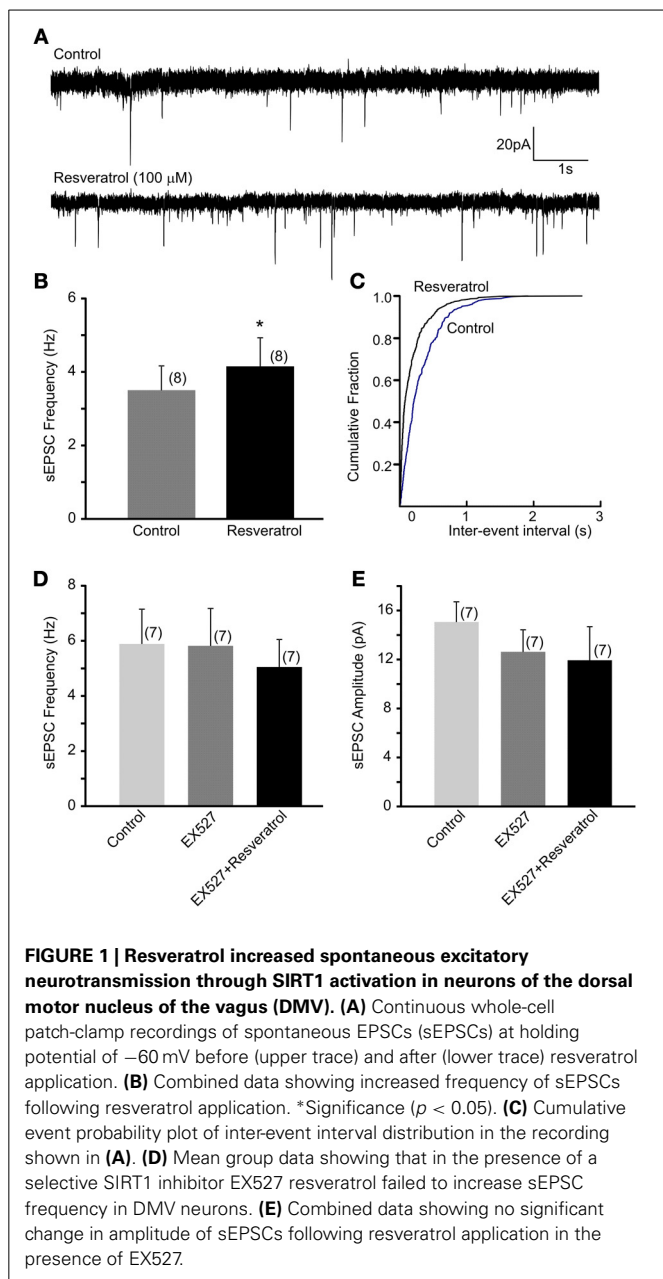 A
Control
20pA
1s
Resveratrol (100 µM)
B
6
4
2
0
sEPSC Frequency (Hz)
(8)
*
(8)
Control
Resveratrol
C
Resveratrol
Control
1.0
0.8
0.6
0.4
0.2
Cumulative Fraction
0 1 2 3
Inter-event interval (s)
D
8
6
4
2
0
sEPSC Frequency (Hz)
(7)
(7)
(7)
Control
EX527
EX527+Resveratrol
E
16
12
8
4
0
sEPSC Amplitude (pA)
(7)
(7)
(7)
Control
EX527
EX527+Resveratrol
FIGURE 1 | Resveratrol increased spontaneous excitatory
neurotransmission through SIRT1 activation in neurons of the dorsal
motor nucleus of the vagus (DMV). (A) Continuous whole-cell
patch-clamp recordings of spontaneous EPSCs (sEPSCs) at holding
potential of −60 mV before (upper trace) and after (lower trace) resveratrol
application. (B) Combined data showing increased frequency of sEPSCs
following resveratrol application. *Significance (p < 0.05). (C) Cumulative
event probability plot of inter-event interval distribution in the recording
shown in (A). (D) Mean group data showing that in the presence of a
selective SIRT1 inhibitor EX527 resveratrol failed to increase sEPSC
frequency in DMV neurons. (E) Combined data showing no significant
change in amplitude of sEPSCs following resveratrol application in the
presence of EX527.